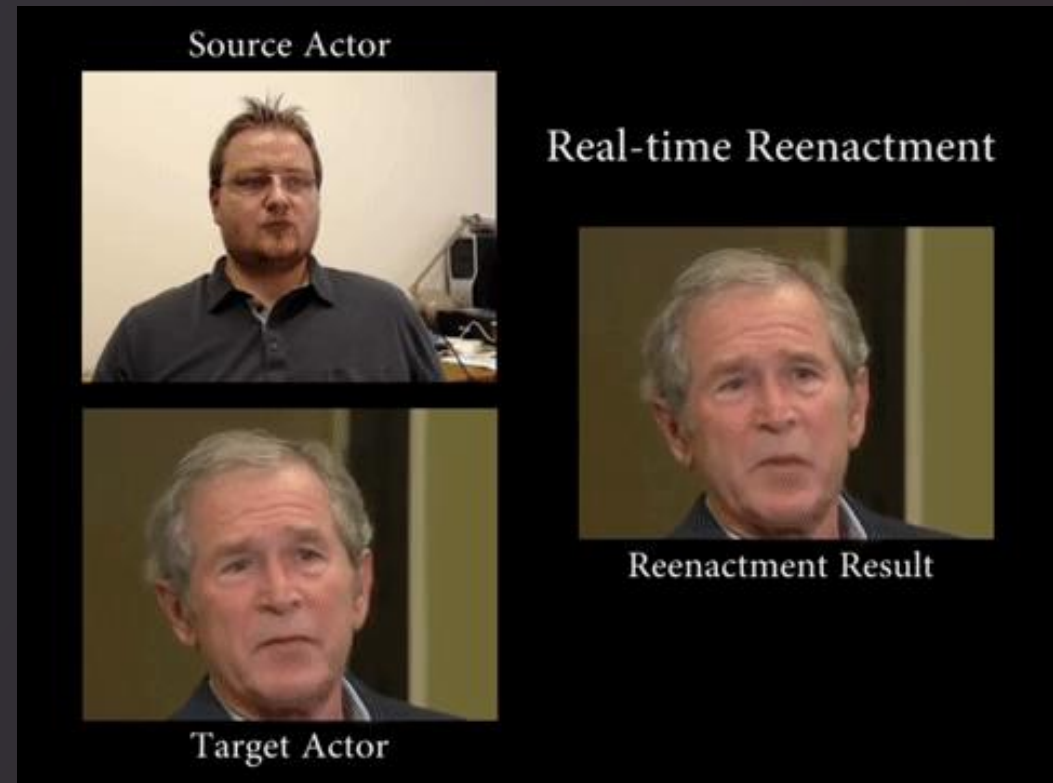 Source Actor
Real-time Reenactment
Reenactment Result
Target Actor